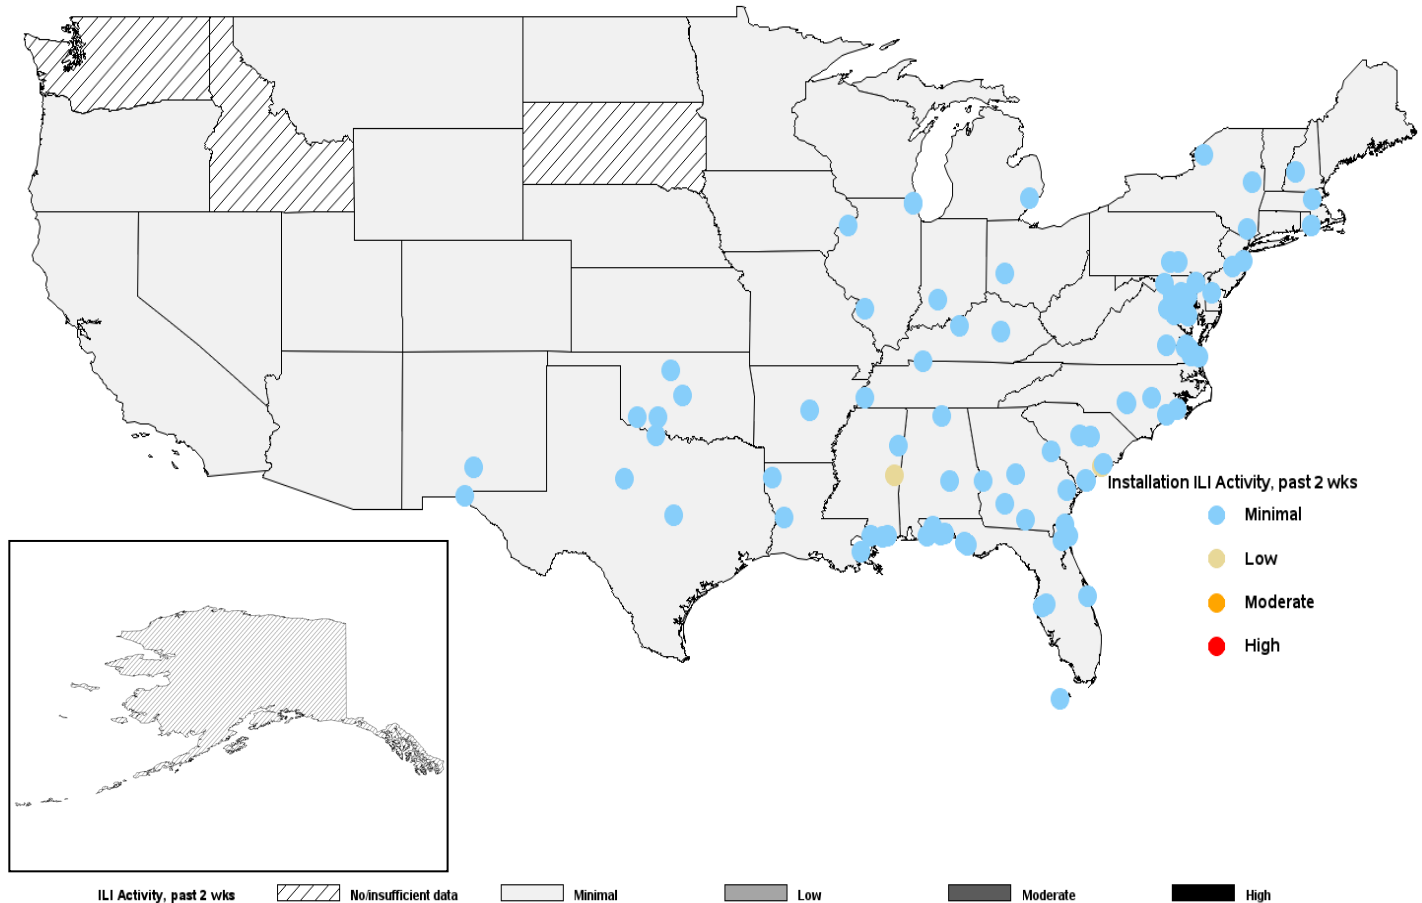 Installation ILI Activity, past 2 wks
Minimal
Low
Moderate
High
ILI Activity, past 2 wks No/insufficient data Minimal Low Moderate High